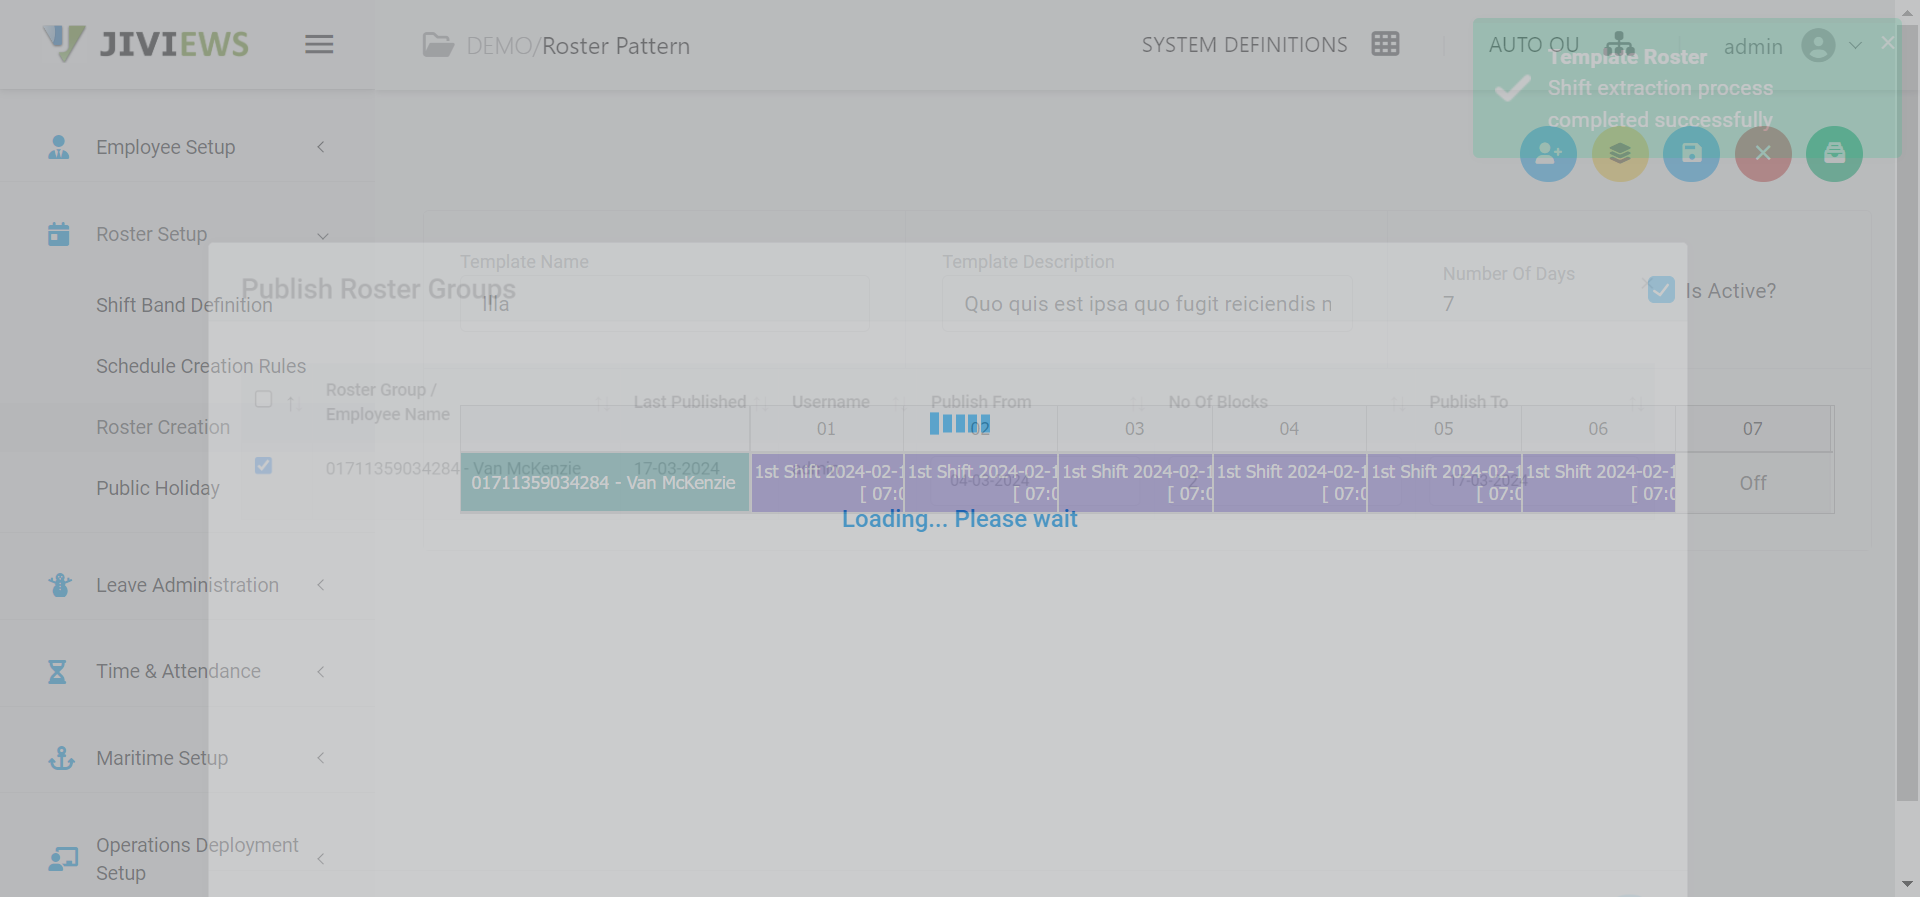 JIVIEWS
DEMO/Roster Pattern
SYSTEM DEFINITIONS
AUTO OU
admin
Template Roster
Shift extraction process
completed successfully
Employee Setup
Roster Setup
Shift Band Definition
Schedule Creation Rules
Roster Creation
Public Holiday
Leave Administration
Time & Attendance
Maritime Setup
Operations Deployment
Setup
Publish Roster Groups
Template Name
Illa
Template Description
Quo quis est ipsa quo fugit reiciendis n
Number Of Days
7
Is Active?
Roster Group /
Employee Name
Last Published
Username
Publish From
No Of Blocks
Publish To
01711359034284 - Van McKenzie
17-03-2024
04-03-2024
2
17-03-2024
01 02 03 04 05 06 07
01711359034284 - Van McKenzie
1st Shift 2024-02-1
[ 07:0
1st Shift 2024-02-1
[ 07:0
1st Shift 2024-02-1
[ 07:0
1st Shift 2024-02-1
[ 07:0
1st Shift 2024-02-1
[ 07:0
1st Shift 2024-02-1
[ 07:0
Off
Loading... Please wait